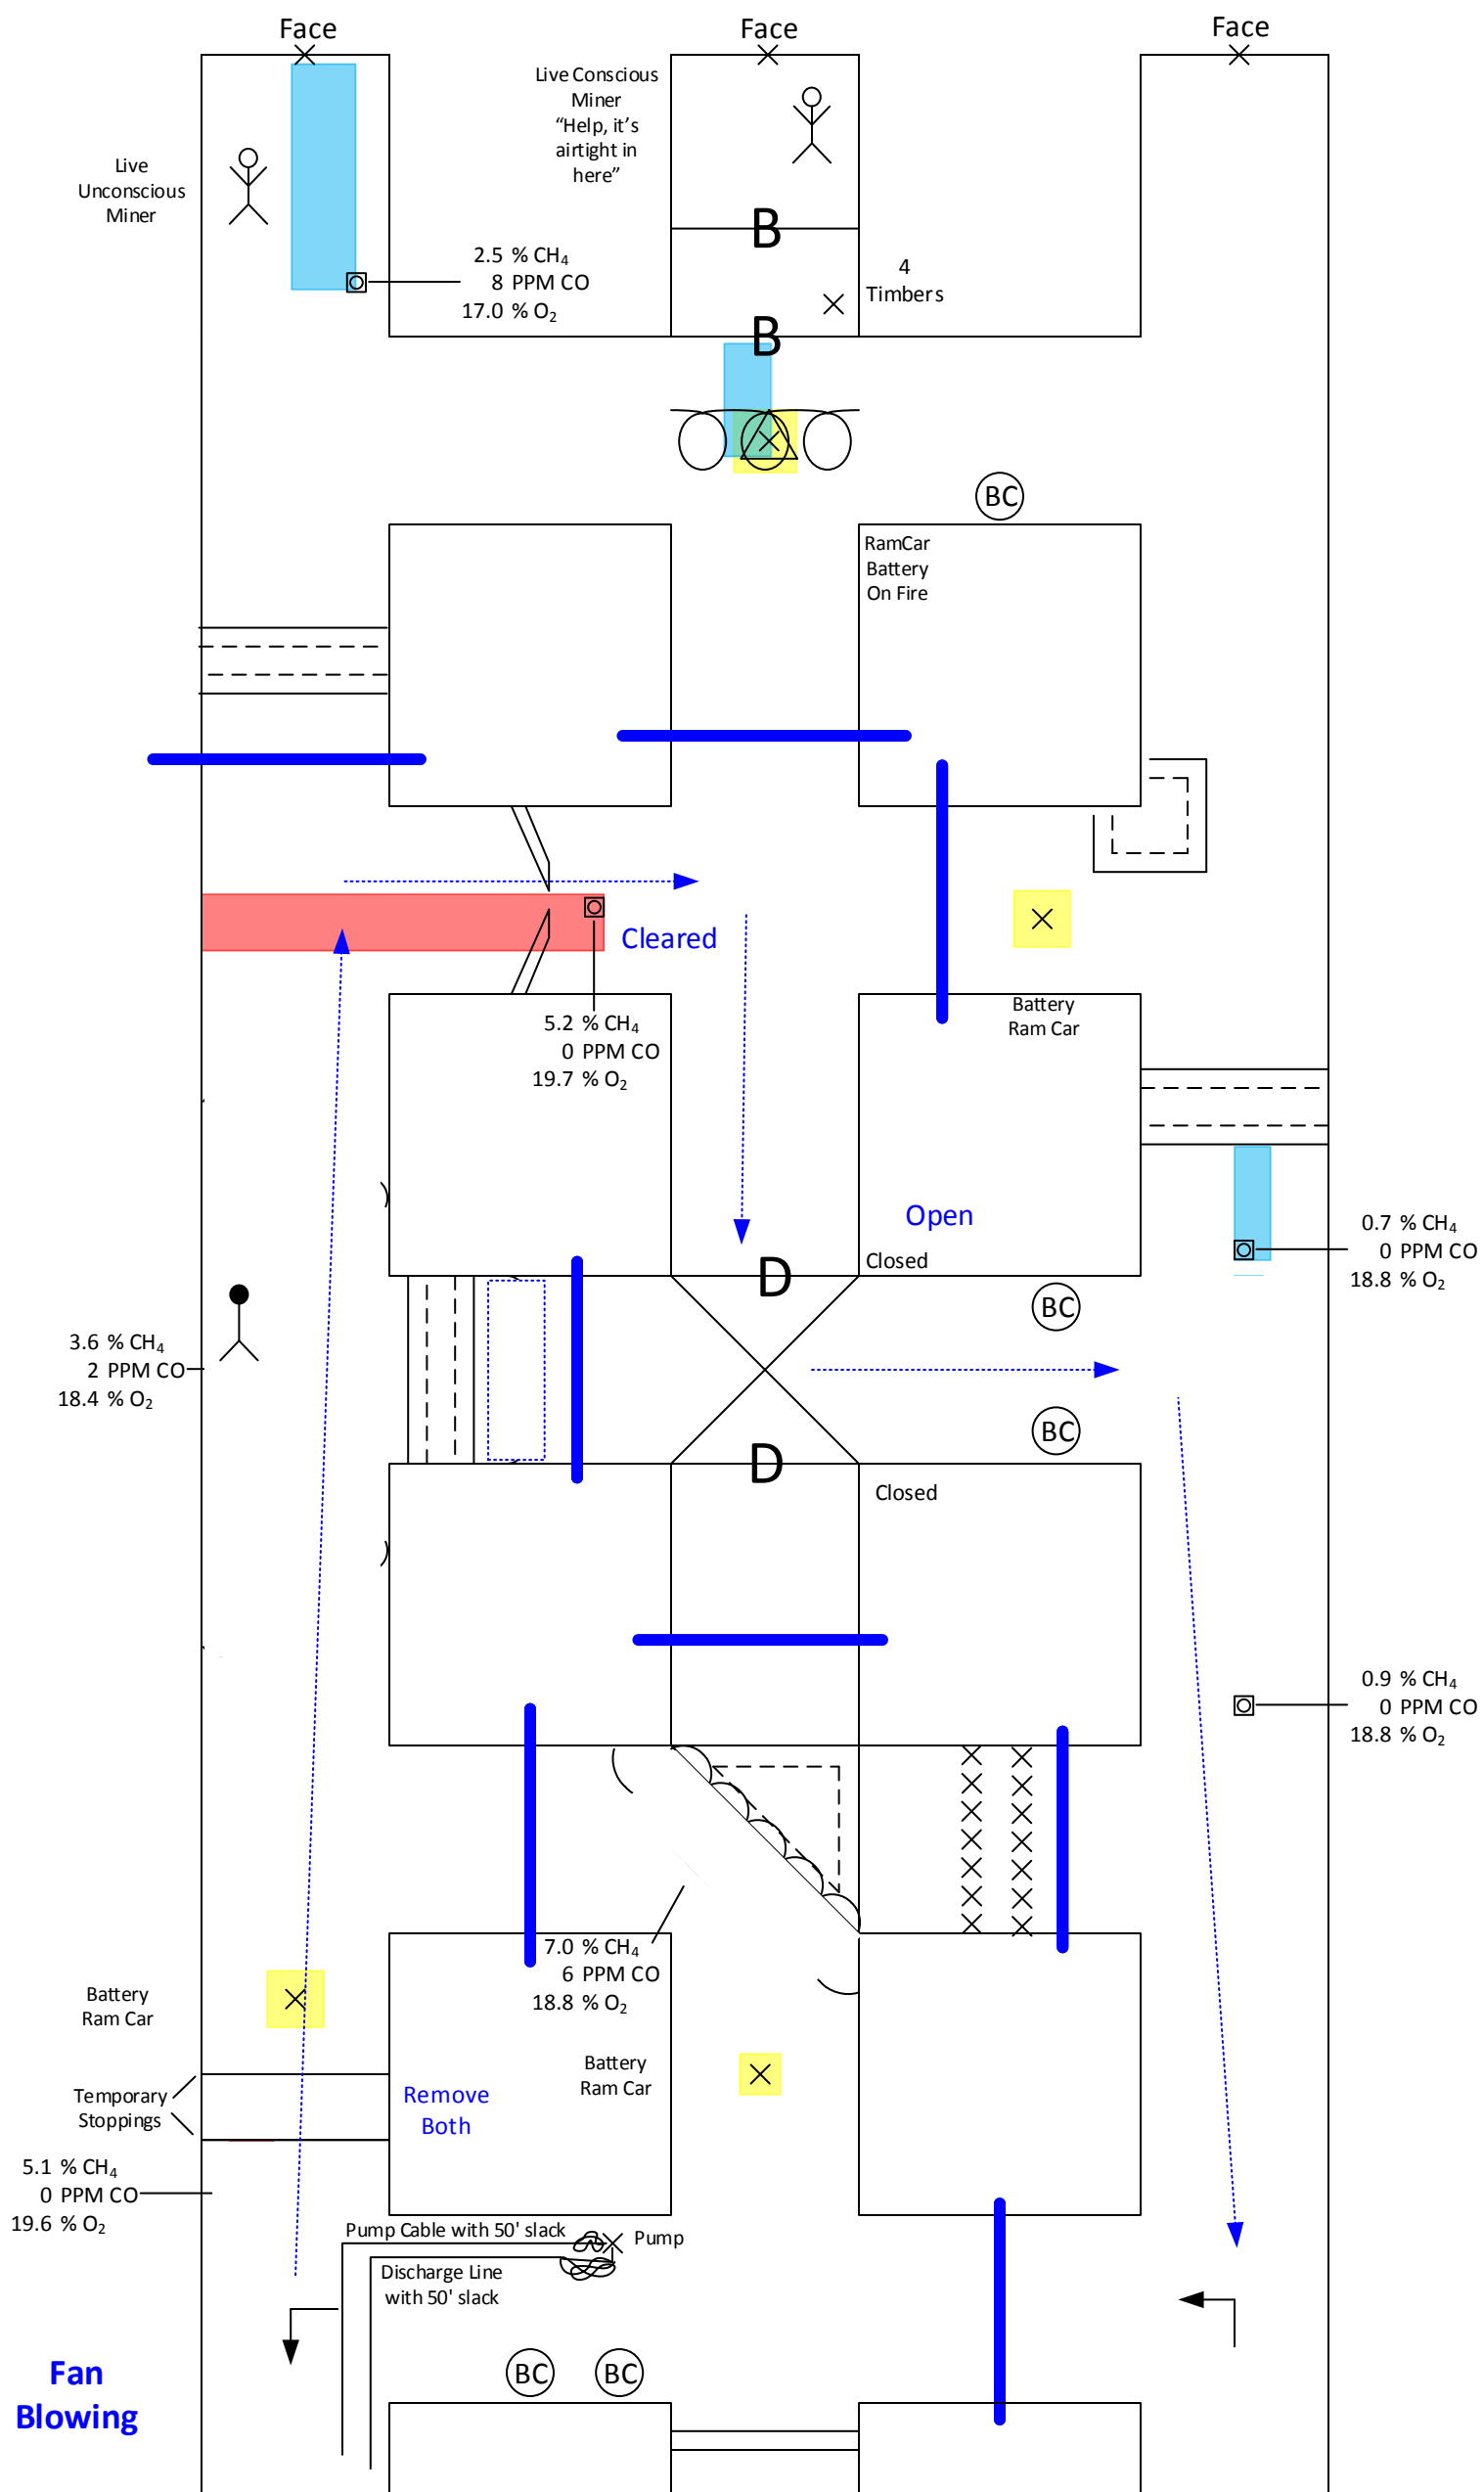 Face
Face
Face
Live Conscious
Miner
“Help, it’s
airtight in
here”
Live
Unconscious
Miner
B
2.5 % CH₄
8 PPM CO
17.0 % O₂
4
Timbers
B
BC
RamCar
Battery
On Fire
Cleared
5.2 % CH₄
0 PPM CO
19.7 % O₂
Battery
Ram Car
Open
Closed
D
0.7 % CH₄
0 PPM CO
18.8 % O₂
BC
3.6 % CH₄
2 PPM CO
18.4 % O₂
BC
D
Closed
0.9 % CH₄
0 PPM CO
18.8 % O₂
7.0 % CH₄
6 PPM CO
18.8 % O₂
Battery
Ram Car
Battery
Ram Car
Temporary
Stoppings
Remove
Both
5.1 % CH₄
0 PPM CO
19.6 % O₂
Pump Cable with 50' slack
Pump
Discharge Line
with 50' slack
Fan
Blowing
BC
BC